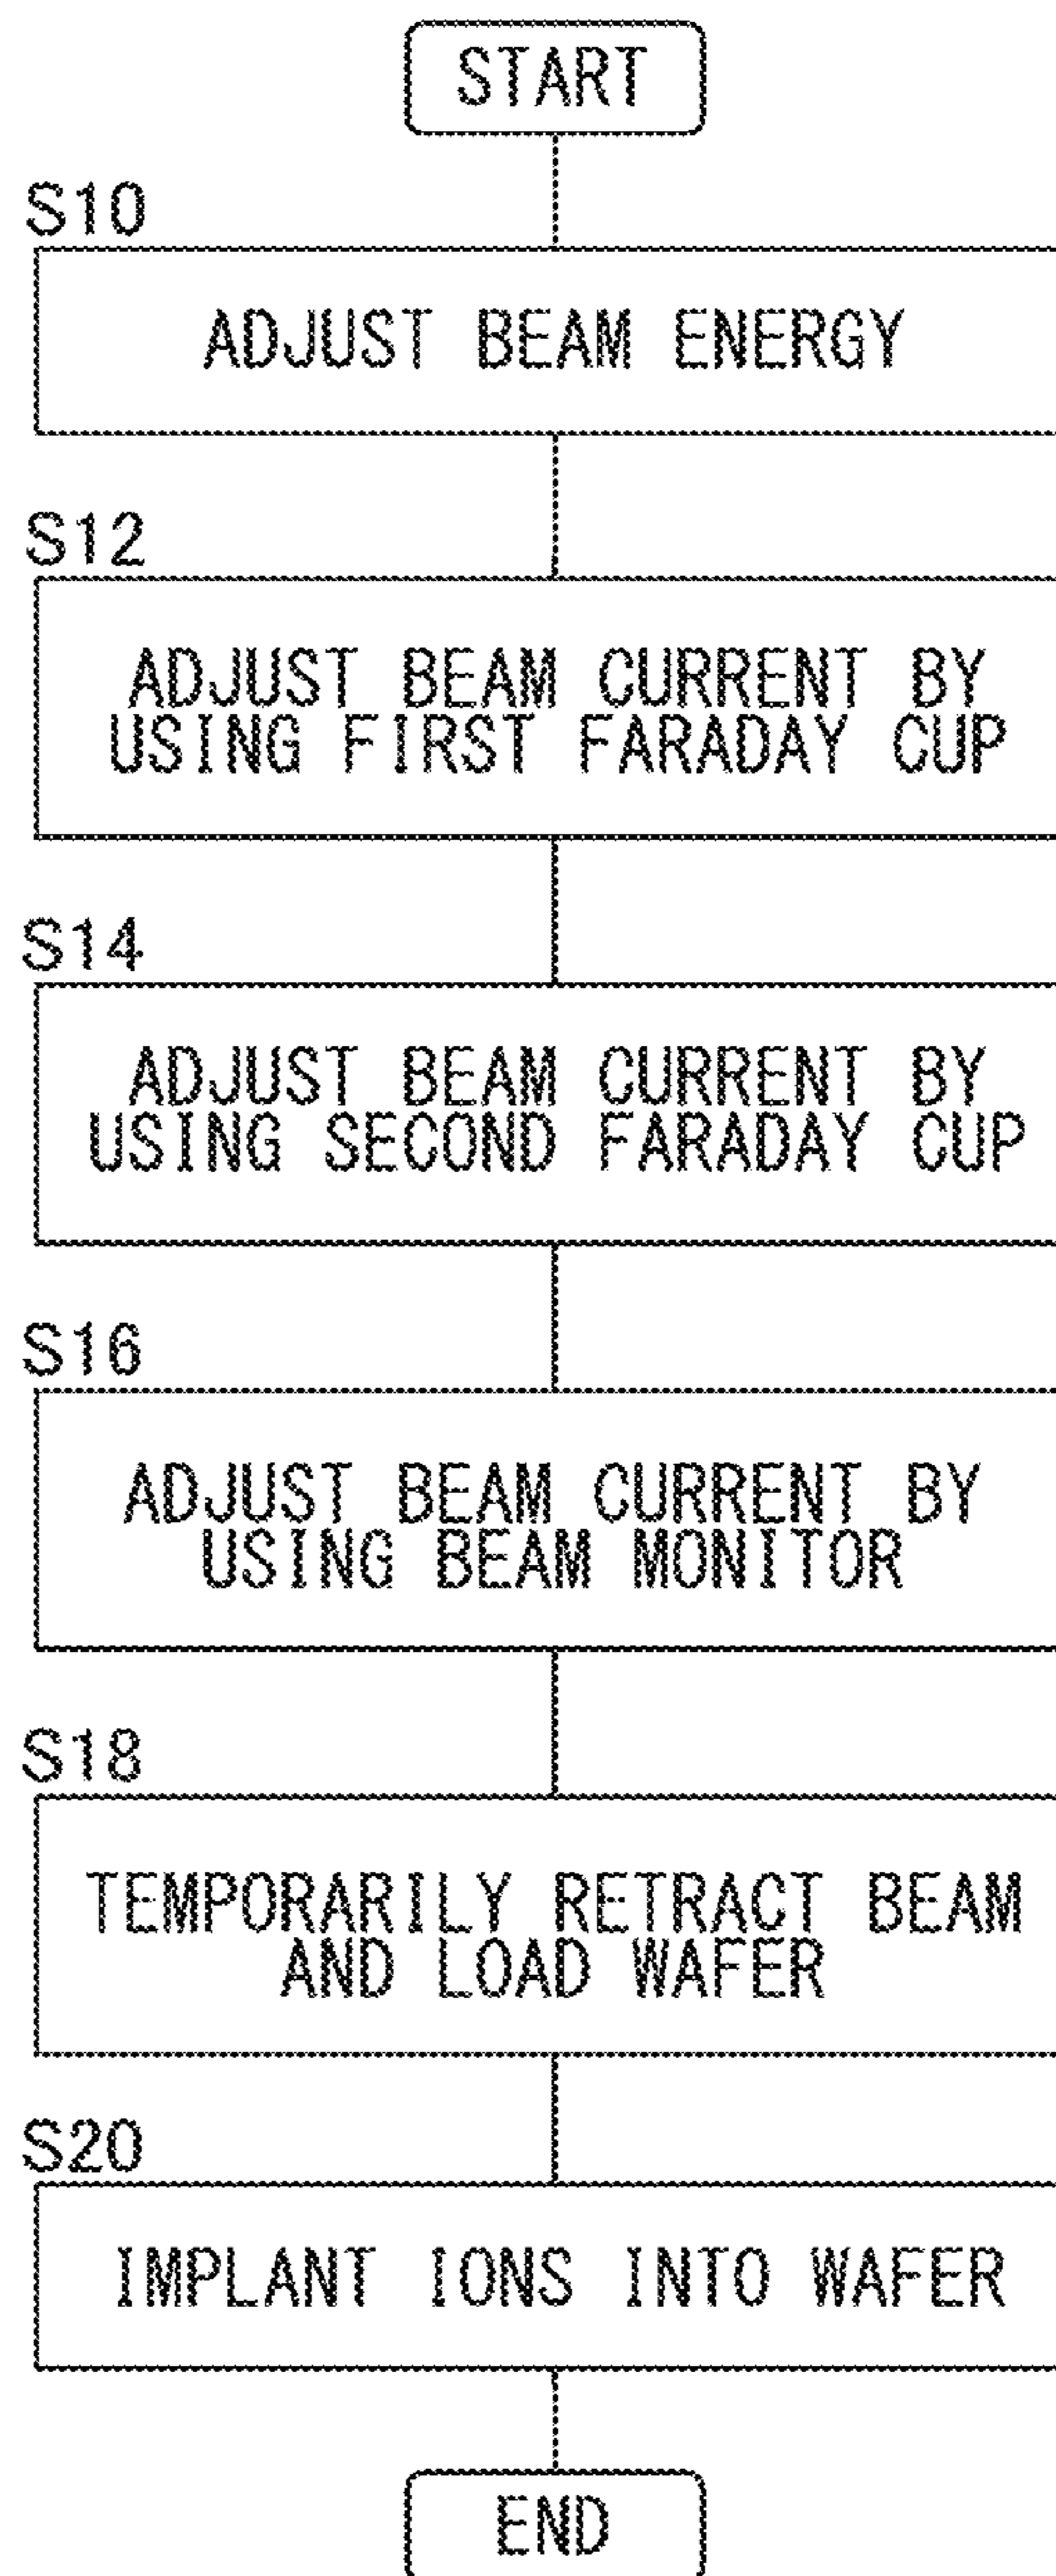 START
S10
ADJUST BEAM ENERGY
S12
ADJUST BEAM CURRENT BY
USING FIRST FARADAY CUP
S14
ADJUST BEAM CURRENT BY
USING SECOND FARADAY CUP
S16
ADJUST BEAM CURRENT BY
USING BEAM MONITOR
S18
TEMPORARILY RETRACT BEAM
AND LOAD WAFER
S20
IMPLANT IONS INTO WAFER
END